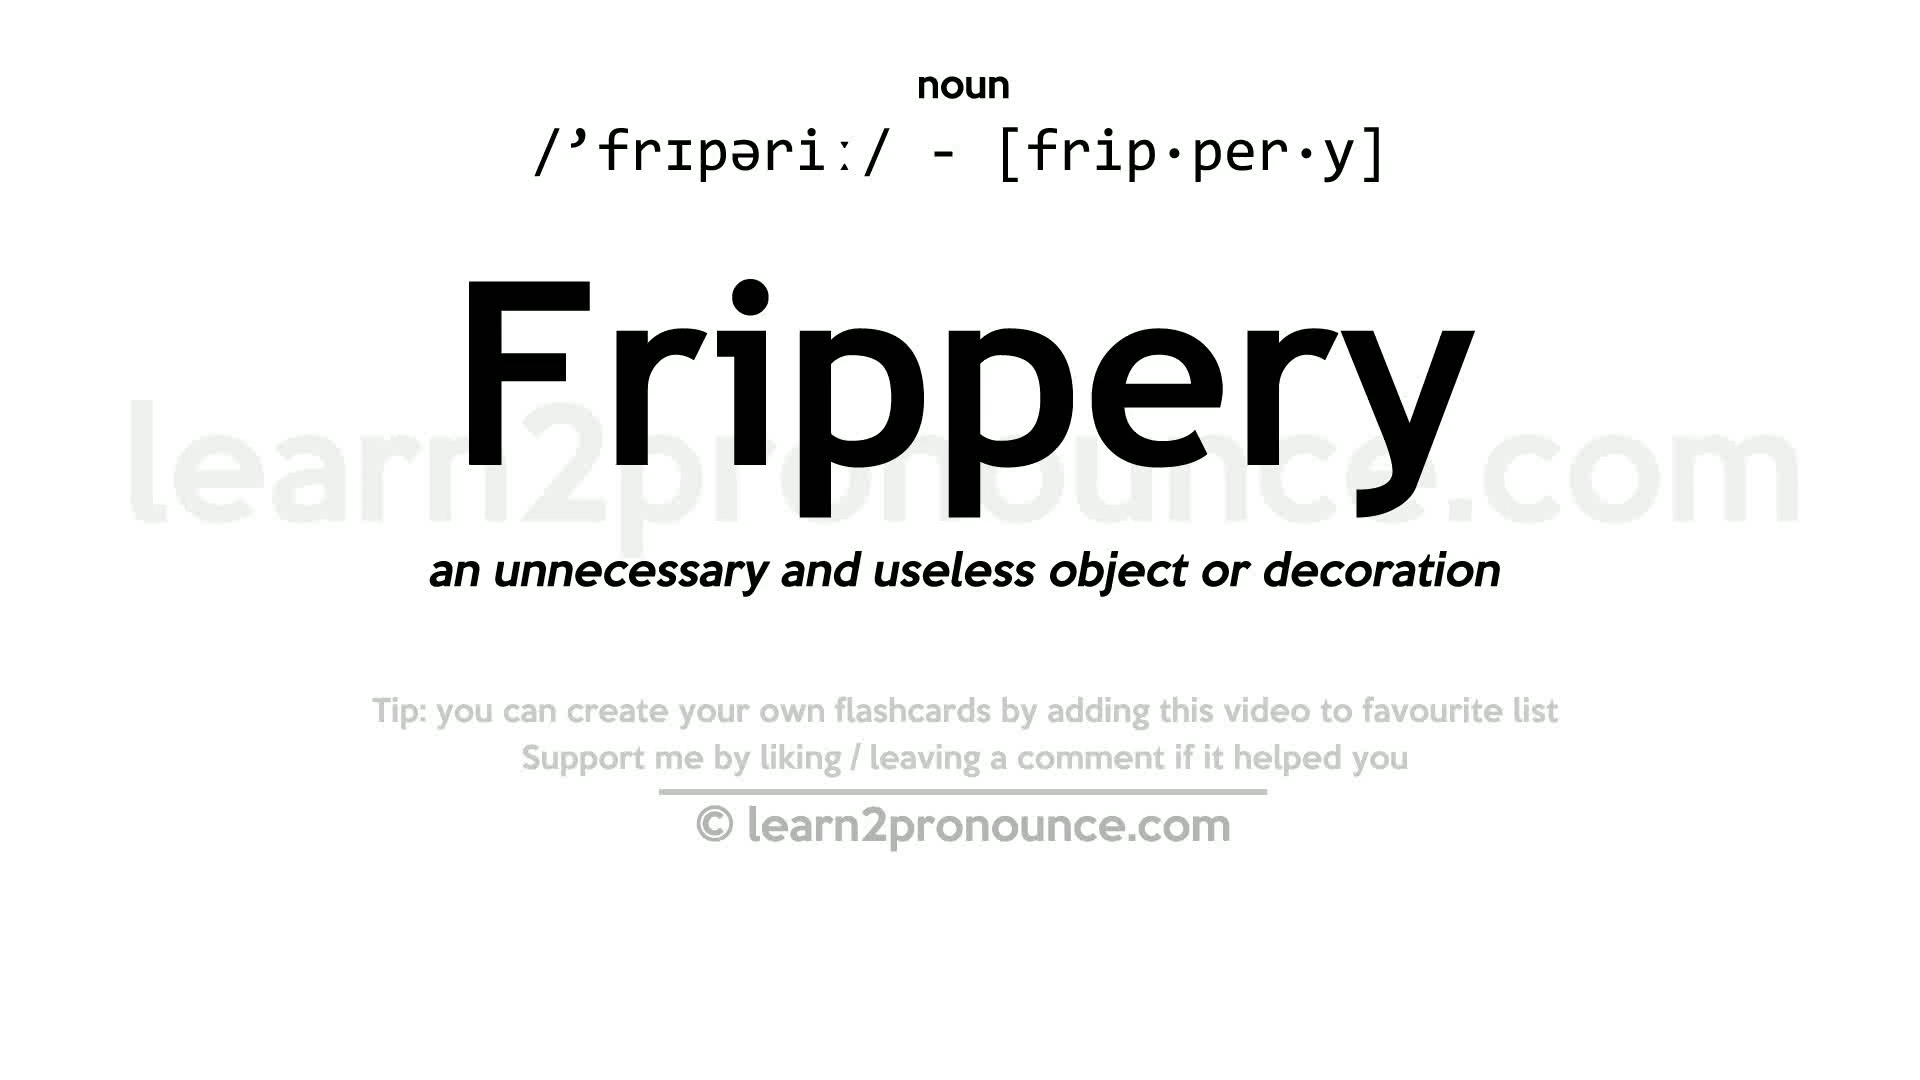 noun
/’frɪpəriː/ - [frip·per·y]
Frippery
learn2pronounce.com
an unnecessary and useless object or decoration
Tip: you can create your own flashcards by adding this video to favourite list
Support me by liking / leaving a comment if it helped you
© learn2pronounce.com